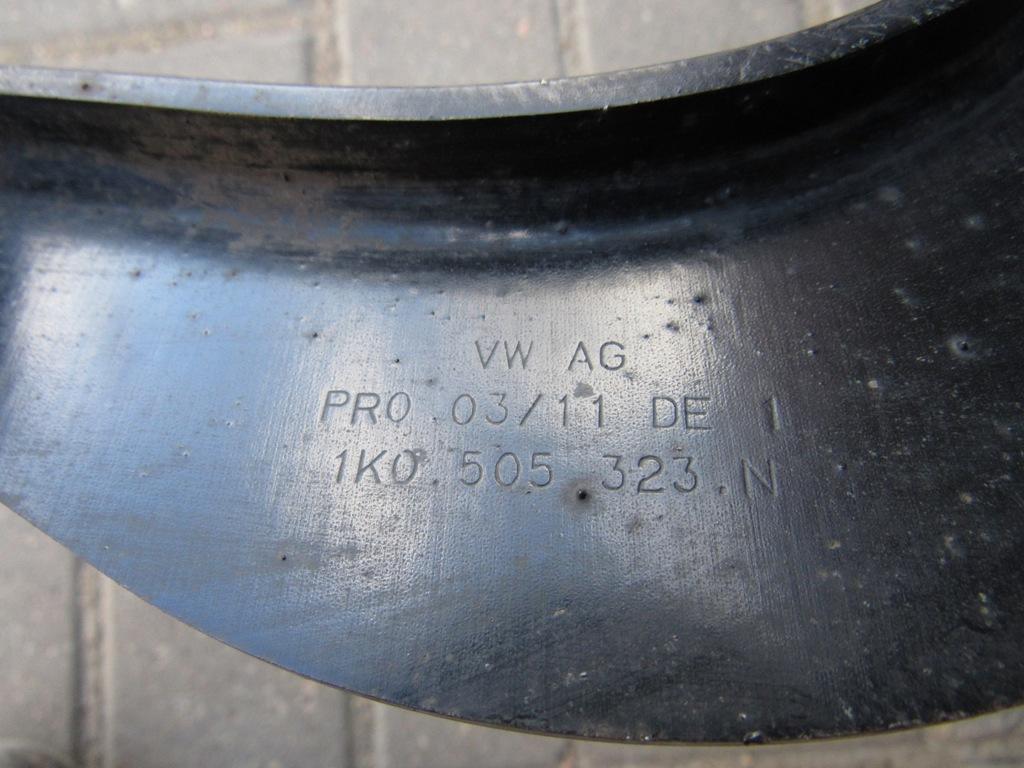 VW AG
PRO.03/11 DE 1
1K0.505.323.N